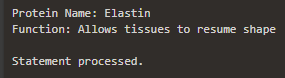 Protein Name: Elastin
Function: Allows tissues to resume shape
Statement processed.